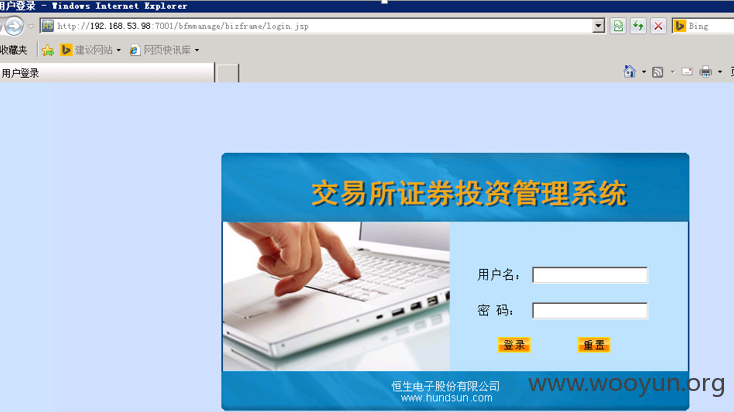 用户登录 - Windows Internet Explorer
http://192.168.53.98:7001/bfmmanage/bizframe/login.jsp
Bing
收藏夹 建议网站 网页快讯库
用户登录
交易所证券投资管理系统
用户名：
密 码：
登录 重置
恒生电子股份有限公司
www.hundsun.com
www.wooyun.org